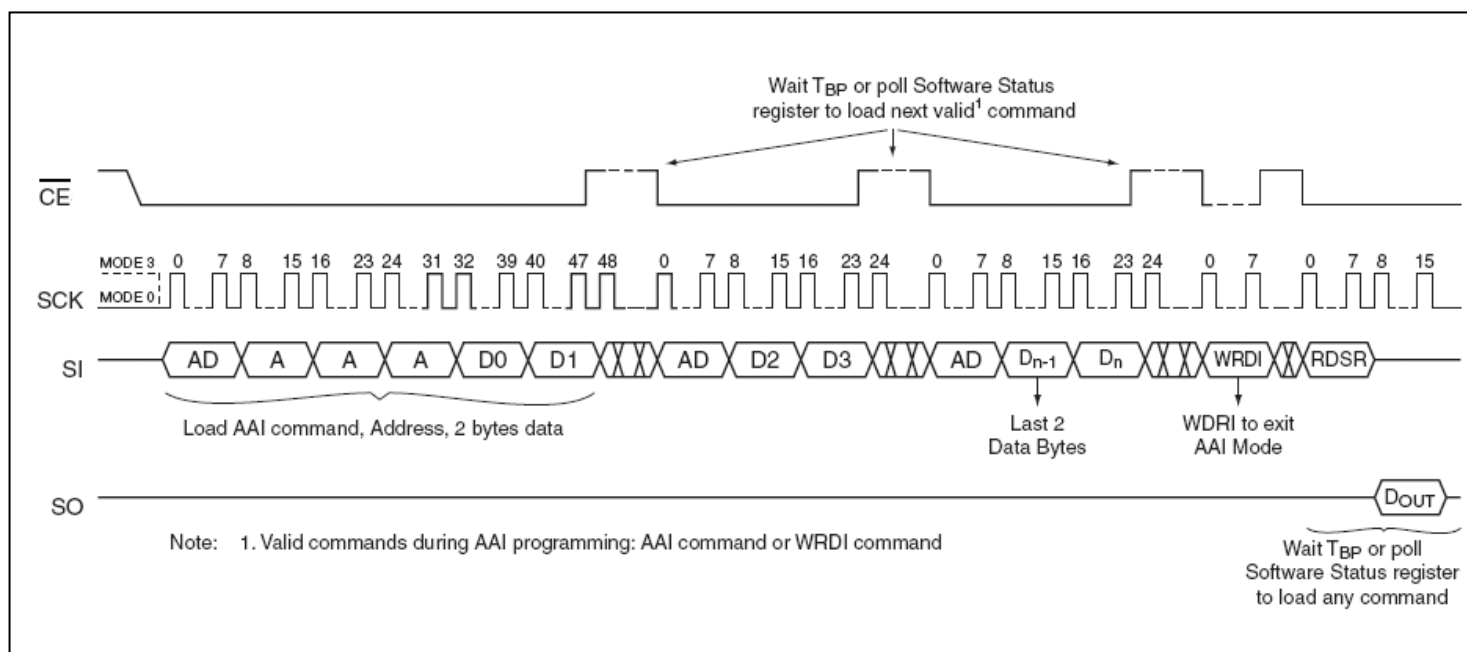 Wait TBP or poll Software Status
register to load next valid1 command
CE
MODE 3 0 7 8 15 16 23 24 31 32 39 40 47 48 0 7 8 15 16 23 24 0 7 8 15 16 23 24 0 7 0 7 8 15
SCK MODE 0
SI AD A A A D0 D1 AD D2 D3 AD Dn-1 Dn WRDI RDSR
Load AAI command, Address, 2 bytes data
Last 2
Data Bytes
WDRI to exit
AAI Mode
SO DOUT
Note: 1. Valid commands during AAI programming: AAI command or WRDI command
Wait TBP or poll
Software Status register
to load any command